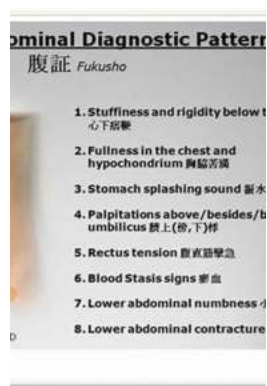 ominal Diagnostic Pattern
腹証 Fukusho
1. Stuffiness and rigidity below t
心下痞鞕
2. Fullness in the chest and
hypochondrium 胸脇苦満
3. Stomach splashing sound 振水
4. Palpitations above/besides/b
umbilicus 臍上(傍,下)悸
5. Rectus tension 腹直筋攣急
6. Blood Stasis signs 瘀血
7. Lower abdominal numbness 小
8. Lower abdominal contracture